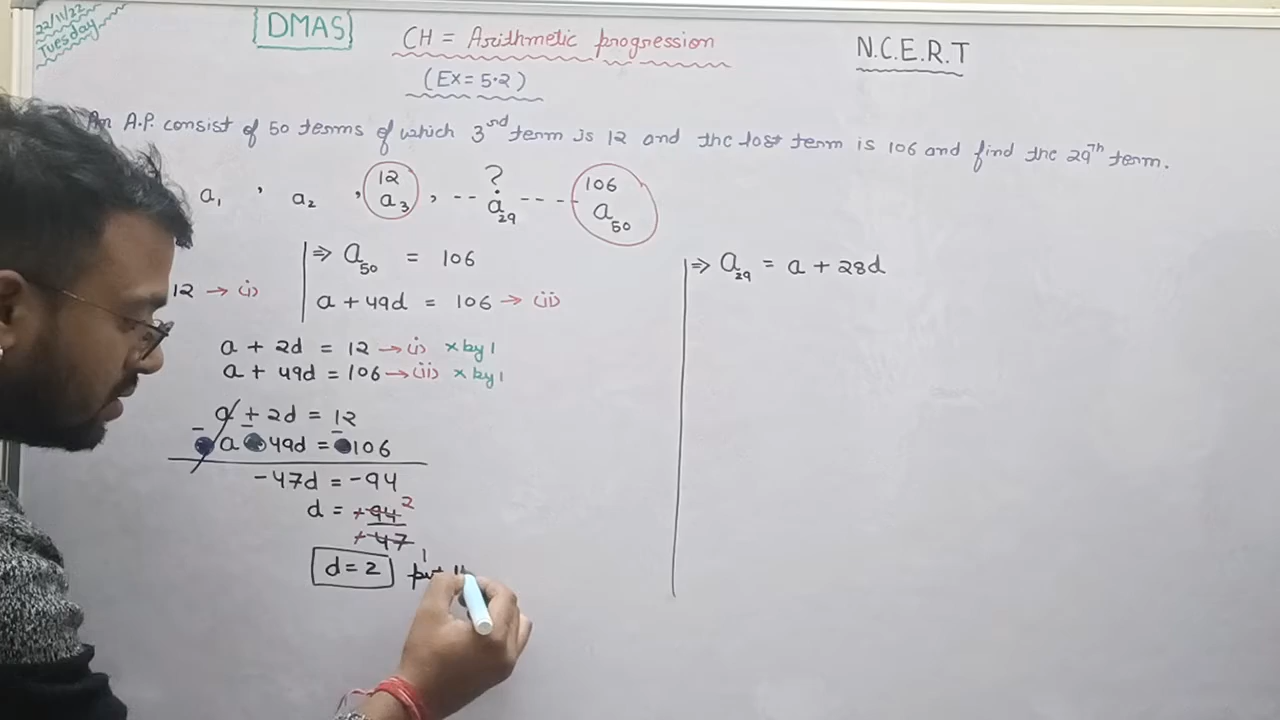 22/11/22
Tuesday
DMAS
CH = Arithmetic progression
N.C.E.R.T
(Ex = 5.2)
An A.P. consist of 50 terms of which 3rd term is 12 and the last term is 106 and find the 29th term.
12 ? 106
a₁ , a₂ , a₃ , -- a₂₉ ---- a₅₀
⇒ a₅₀ = 106
12 → (i)
a + 49d = 106 → (ii)
a + 2d = 12 → (i) × by 1
a + 49d = 106 → (ii) × by 1
a + 2d = 12
- - -
a 49d = 106
-47d = -94
d = -94 2
-47
1
d = 2 put
⇒ a₂₉ = a + 28d